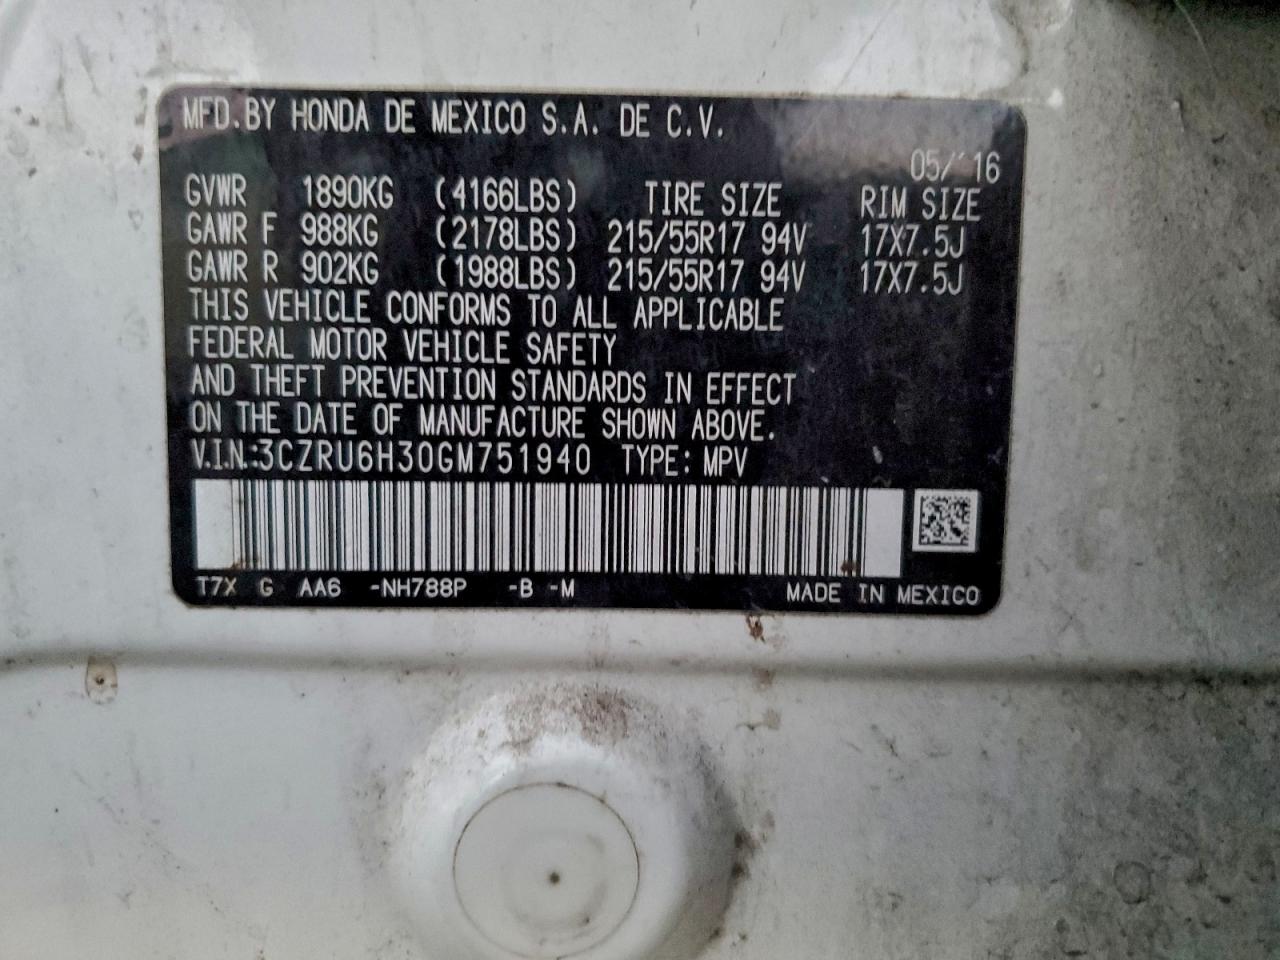 MFD.BY HONDA DE MEXICO S.A. DE C.V.
05/'16
GVWR 1890KG (4166LBS) TIRE SIZE RIM SIZE
GAWR F 988KG (2178LBS) 215/55R17 94V 17X7.5J
GAWR R 902KG (1988LBS) 215/55R17 94V 17X7.5J
THIS VEHICLE CONFORMS TO ALL APPLICABLE
FEDERAL MOTOR VEHICLE SAFETY
AND THEFT PREVENTION STANDARDS IN EFFECT
ON THE DATE OF MANUFACTURE SHOWN ABOVE.
V.I.N.:3CZRU6H30GM751940 TYPE: MPV
T7X G AA6 -NH788P -B -M MADE IN MEXICO